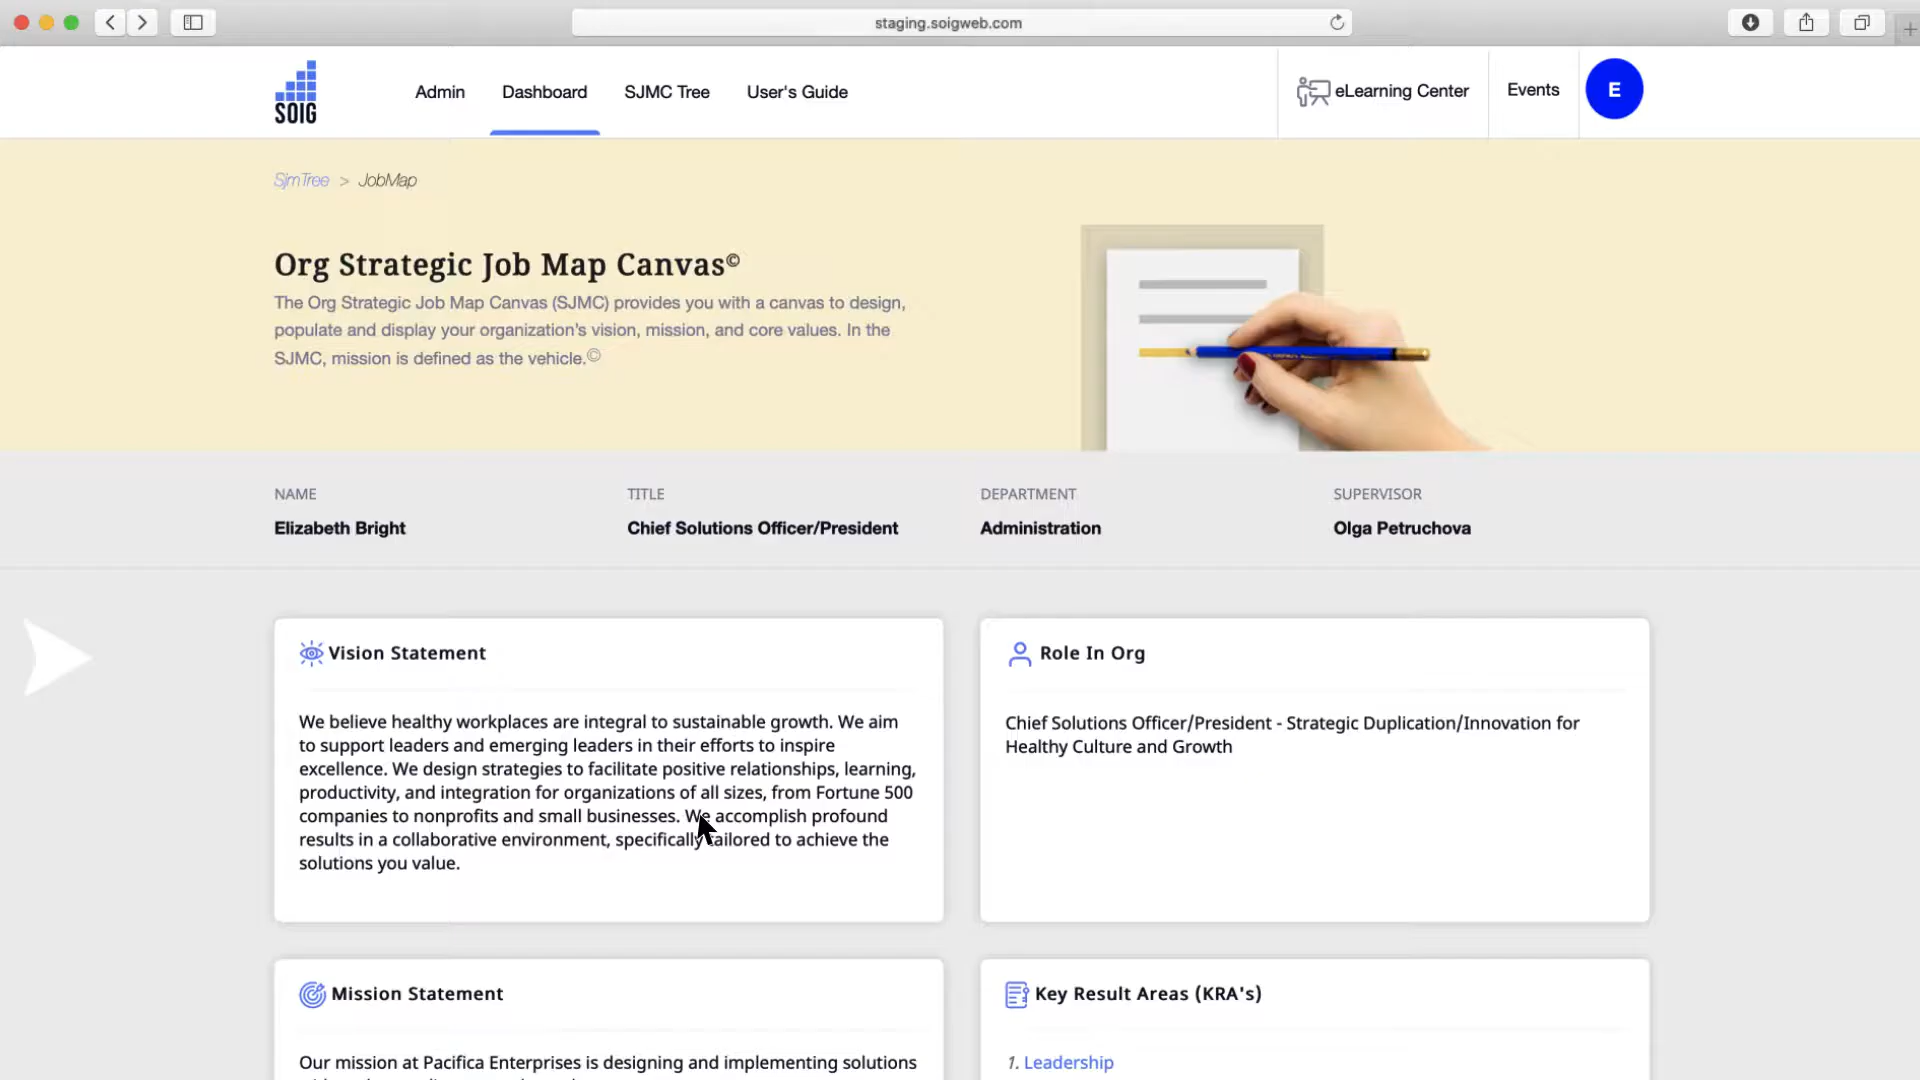 staging.soigweb.com
SOIG
Admin
Dashboard
SJMC Tree
User's Guide
eLearning Center
Events
E
SjmTree > JobMap
Org Strategic Job Map Canvas©
The Org Strategic Job Map Canvas (SJMC) provides you with a canvas to design,
populate and display your organization's vision, mission, and core values. In the
SJMC, mission is defined as the vehicle.©
NAME
Elizabeth Bright
TITLE
Chief Solutions Officer/President
DEPARTMENT
Administration
SUPERVISOR
Olga Petruchova
Vision Statement
We believe healthy workplaces are integral to sustainable growth. We aim
to support leaders and emerging leaders in their efforts to inspire
excellence. We design strategies to facilitate positive relationships, learning,
productivity, and integration for organizations of all sizes, from Fortune 500
companies to nonprofits and small businesses. We accomplish profound
results in a collaborative environment, specifically tailored to achieve the
solutions you value.
Role In Org
Chief Solutions Officer/President - Strategic Duplication/Innovation for
Healthy Culture and Growth
Mission Statement
Our mission at Pacifica Enterprises is designing and implementing solutions
Key Result Areas (KRA's)
1. Leadership